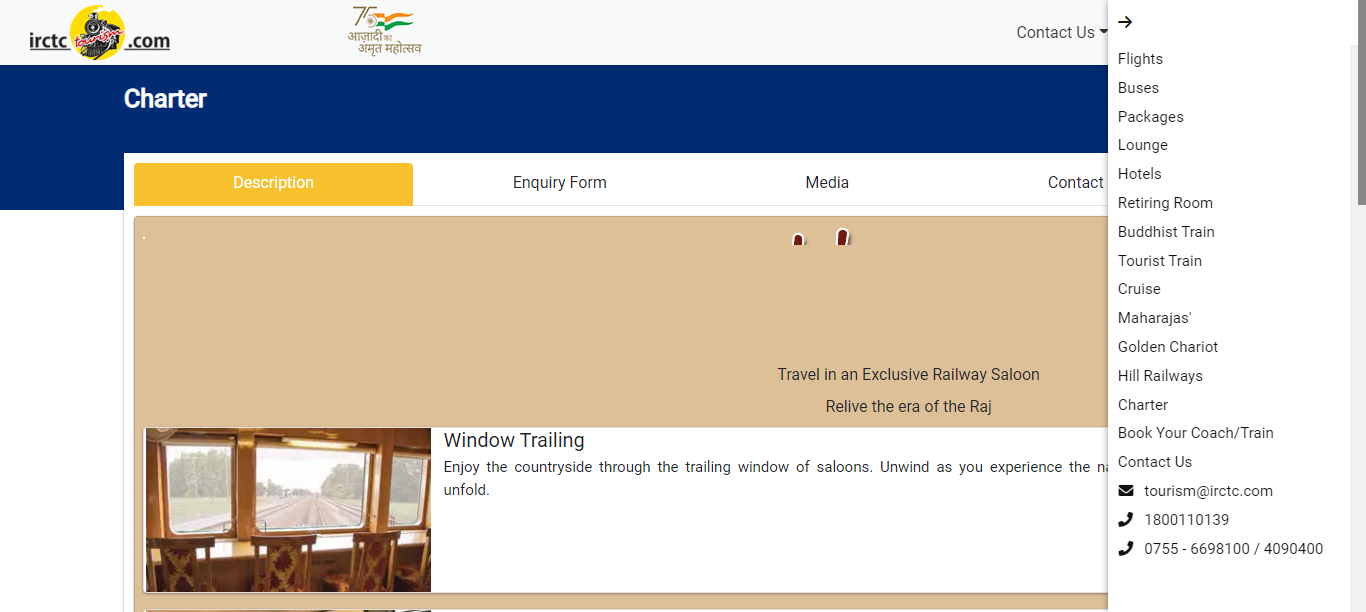 irctc tourism .com
75
आज़ादी का
अमृत महोत्सव
Contact Us
Charter
Description
Enquiry Form
Media
Contact
.
Travel in an Exclusive Railway Saloon
Relive the era of the Raj
Window Trailing
Enjoy the countryside through the trailing window of saloons. Unwind as you experience the
unfold.
Flights
Buses
Packages
Lounge
Hotels
Retiring Room
Buddhist Train
Tourist Train
Cruise
Maharajas'
Golden Chariot
Hill Railways
Charter
Book Your Coach/Train
Contact Us
tourism@irctc.com
1800110139
0755 - 6698100 / 4090400